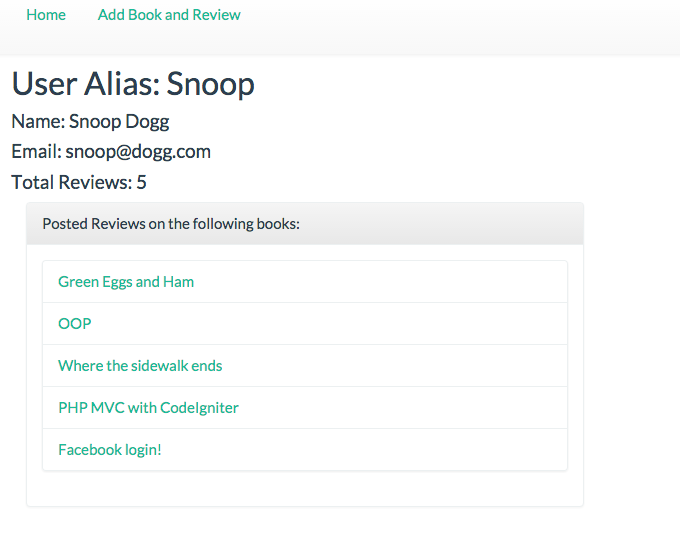 Home Add Book and Review
User Alias: Snoop
Name: Snoop Dogg
Email: snoop@dogg.com
Total Reviews: 5
Posted Reviews on the following books:
Green Eggs and Ham
OOP
Where the sidewalk ends
PHP MVC with CodeIgniter
Facebook login!